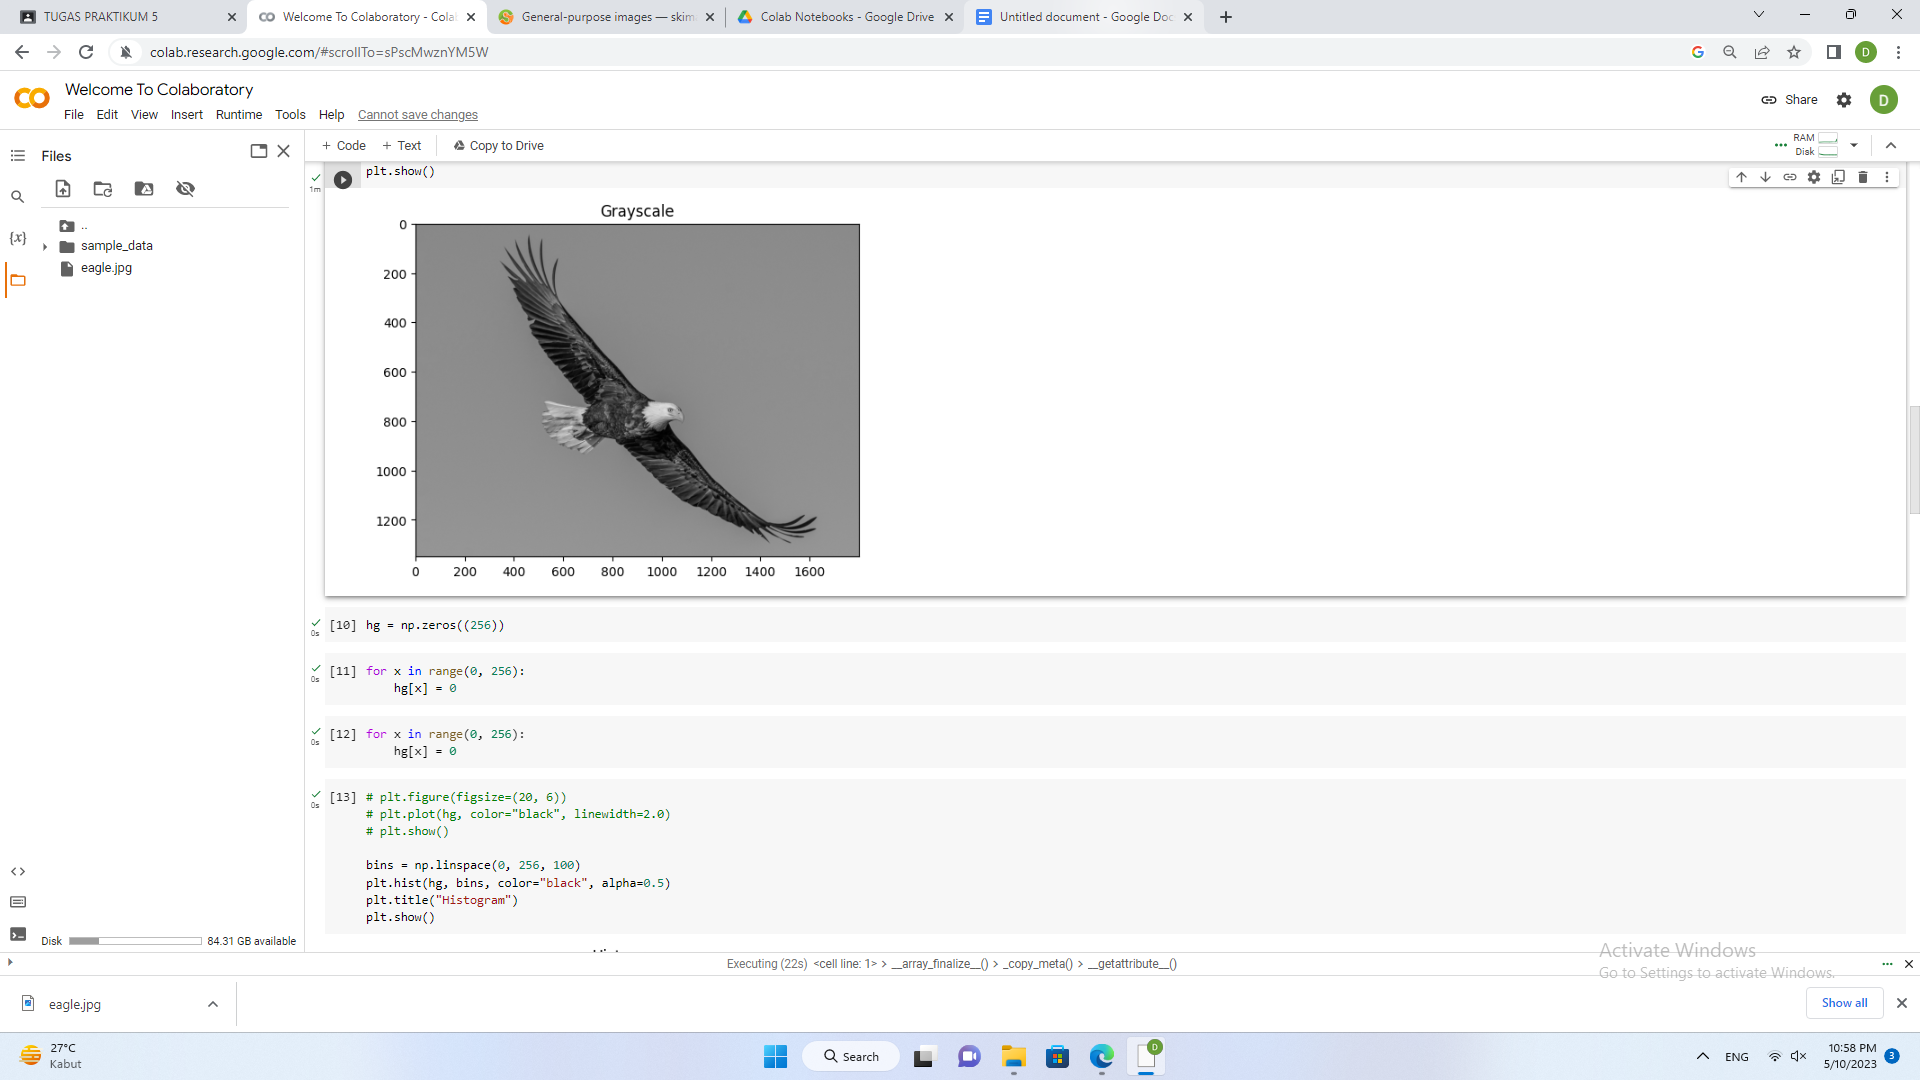 TUGAS PRAKTIKUM 5
Welcome To Colaboratory - Cola
General-purpose images — skim
Colab Notebooks - Google Drive
Untitled document - Google Doc
colab.research.google.com/#scrollTo=sPscMwznYM5W
D
Welcome To Colaboratory
File Edit View Insert Runtime Tools Help Cannot save changes
Share
D
+ Code + Text Copy to Drive
RAM
Disk
Files
..
sample_data
eagle.jpg
{x}
1m
plt.show()
Grayscale
0
200
400
600
800
1000
1200
0 200 400 600 800 1000 1200 1400 1600
0s
[10] hg = np.zeros((256))
0s
[11] for x in range(0, 256):
hg[x] = 0
0s
[12] for x in range(0, 256):
hg[x] = 0
0s
[13] # plt.figure(figsize=(20, 6))
# plt.plot(hg, color="black", linewidth=2.0)
# plt.show()
bins = np.linspace(0, 256, 100)
plt.hist(hg, bins, color="black", alpha=0.5)
plt.title("Histogram")
plt.show()
Disk 84.31 GB available
Executing (22s) <cell line: 1> > __array_finalize__() > _copy_meta() > __getattribute__()
Activate Windows
Go to Settings to activate Windows.
eagle.jpg
Show all
27°C
Kabut
Search
D
ENG
10:58 PM
5/10/2023
3